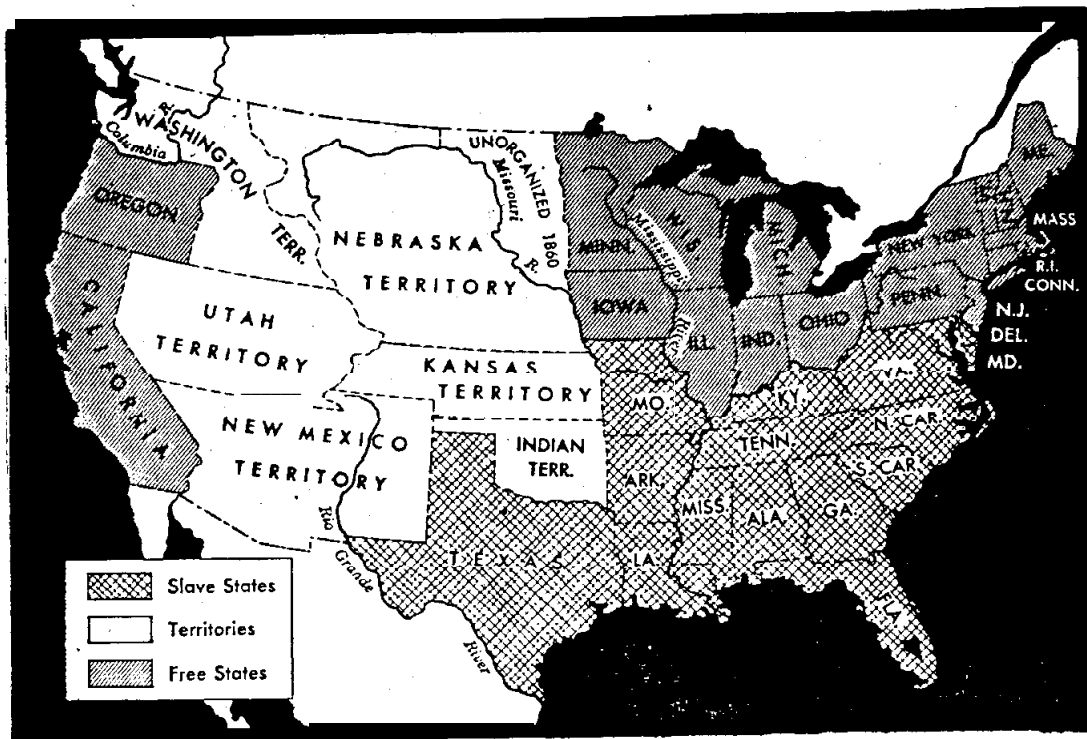 WASHINGTON
TERR.
Columbia
R.
OREGON
CALIFORNIA
UTAH
TERRITORY
NEBRASKA
TERRITORY
UNORGANIZED 1860
Missouri
R.
KANSAS
TERRITORY
NEW MEXICO
TERRITORY
INDIAN
TERR.
TEXAS
Rio
Grande
River
MINN.
IOWA
WIS.
Mississippi
River
MICH.
ILL.
IND.
OHIO
MO.
ARK.
LA.
KY.
TENN.
MISS.
ALA.
GA.
FLA.
VA.
N. CAR.
S. CAR.
PENN.
NEW YORK
ME.
MASS
R.I.
CONN.
N.J.
DEL.
MD.
Slave States
Territories
Free States